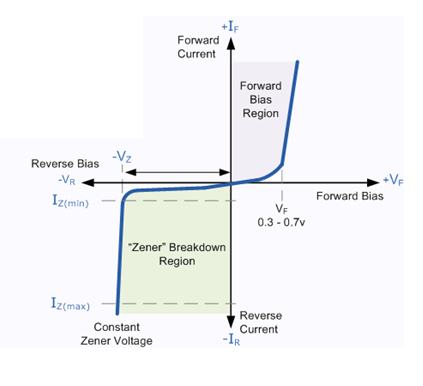 +IF
Forward
Current
Forward
Bias
Region
-VZ
Reverse Bias
-VR
+VF
Forward Bias
IZ(min)
VF
0.3 - 0.7v
"Zener" Breakdown
Region
IZ(max)
Reverse
Current
Constant
Zener Voltage
-IR